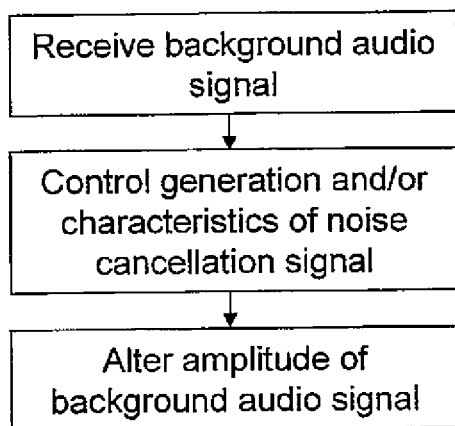 Receive background audio
signal
Control generation and/or
characteristics of noise
cancellation signal
Alter amplitude of
background audio signal